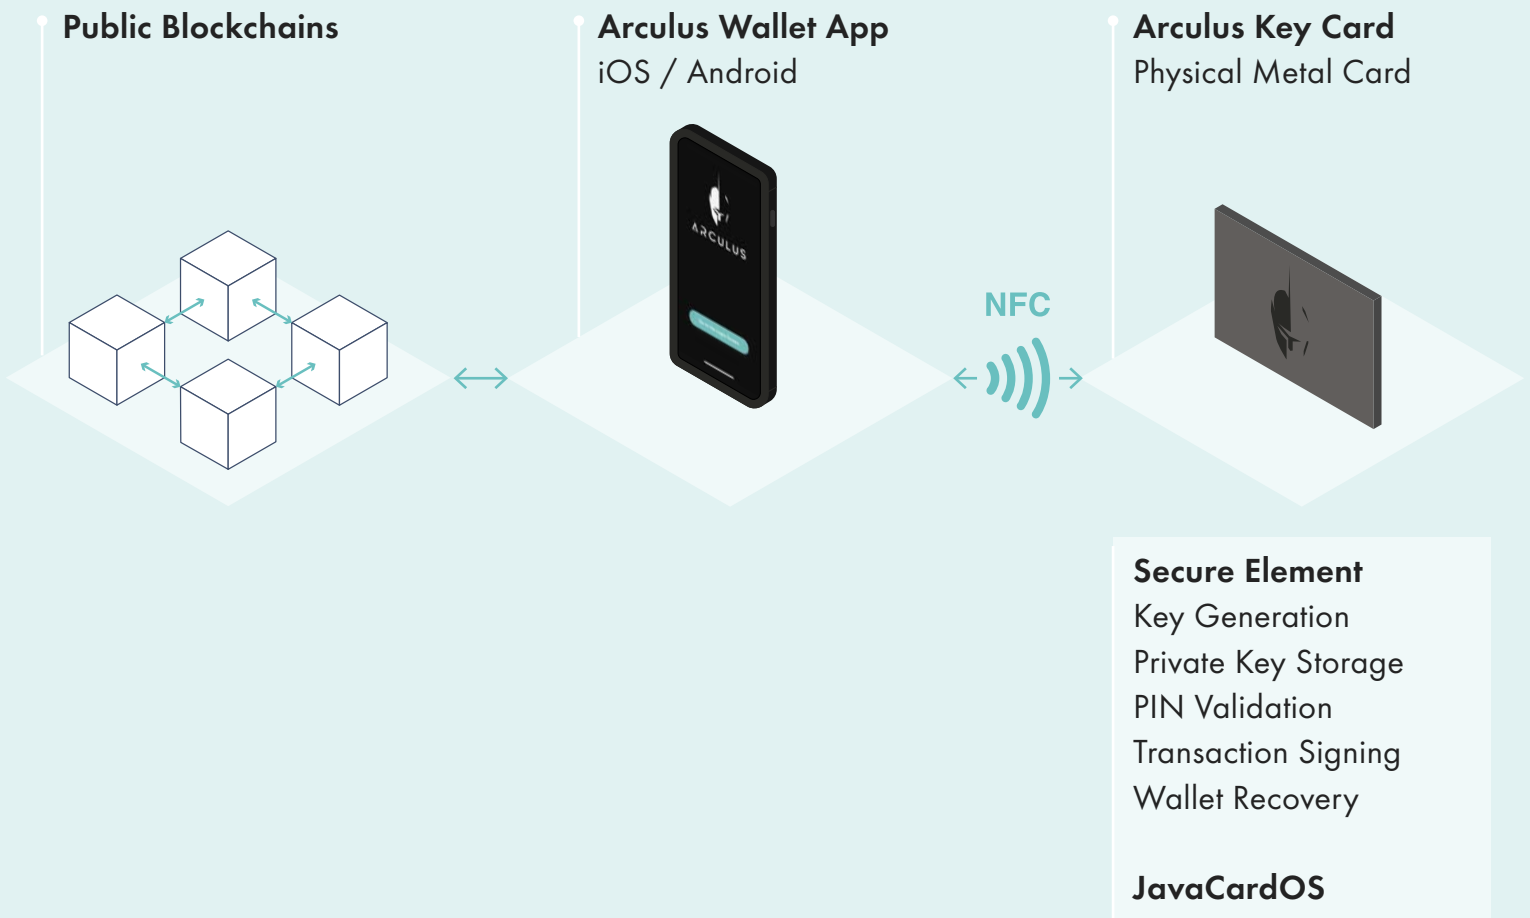 Public Blockchains
Arculus Wallet App
iOS / Android
ARCULUS
NFC
Arculus Key Card
Physical Metal Card
Secure Element
Key Generation
Private Key Storage
PIN Validation
Transaction Signing
Wallet Recovery
JavaCardOS